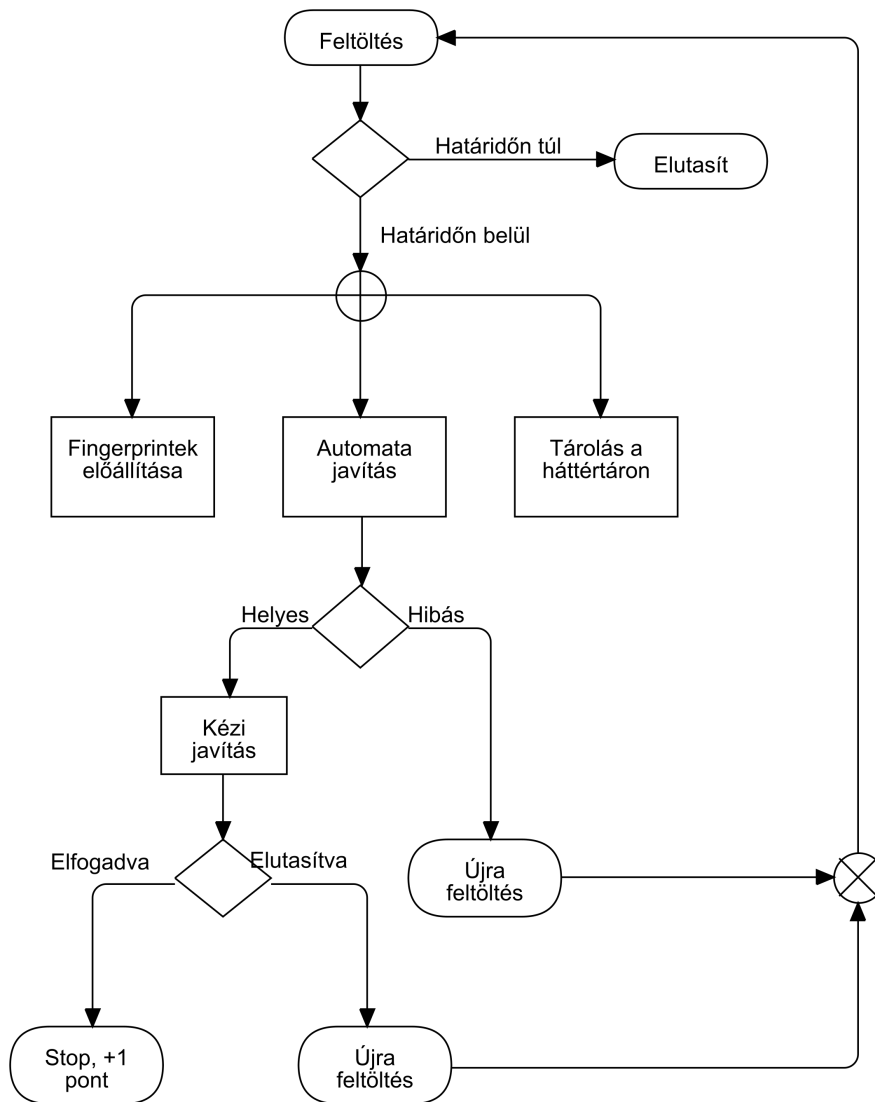 Feltöltés
Határidőn túl
Elutasít
Határidőn belül
Fingerprintek
előállítása
Automata
javítás
Tárolás a
háttértáron
Helyes
Hibás
Kézi
javítás
Elfogadva
Elutasítva
Újra
feltöltés
Stop, +1
pont
Újra
feltöltés